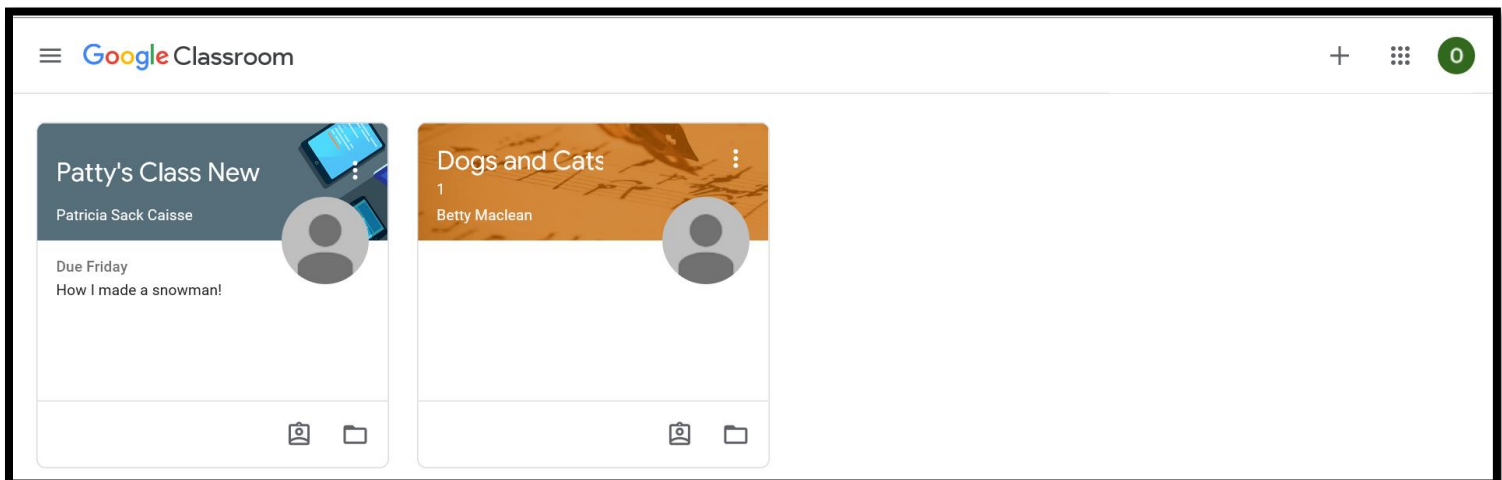 Google Classroom
O
Patty's Class New
Patricia Sack Caisse
Due Friday
How I made a snowman!
Dogs and Cats
1
Betty Maclean